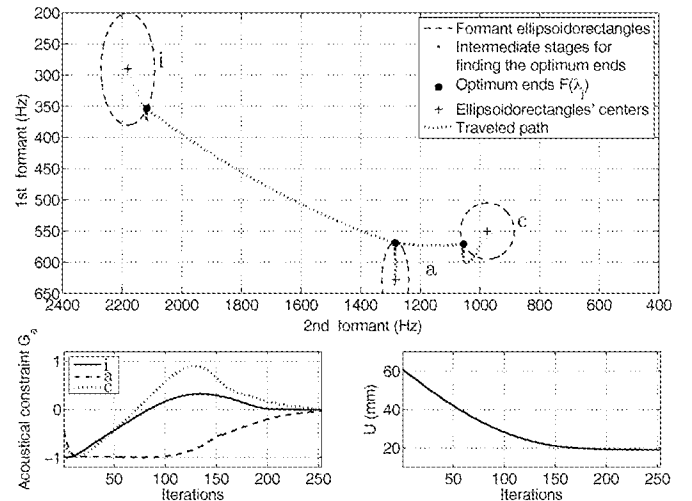 200
250
300
350
400
450
500
550
600
650
1st formant (Hz)
Formant ellipsoidorectangles
Intermediate stages for
finding the optimum ends
Optimum ends F(λj)
Ellipsoidorectangles' centers
Traveled path
i
a
c
2400 2200 2000 1800 1600 1400 1200 1000 800 600 400
2nd formant (Hz)
Acoustical constraint Ga
1
0
−1
i
a
c
50 100 150 200 250
Iterations
U (mm)
60
40
20
50 100 150 200 250
Iterations